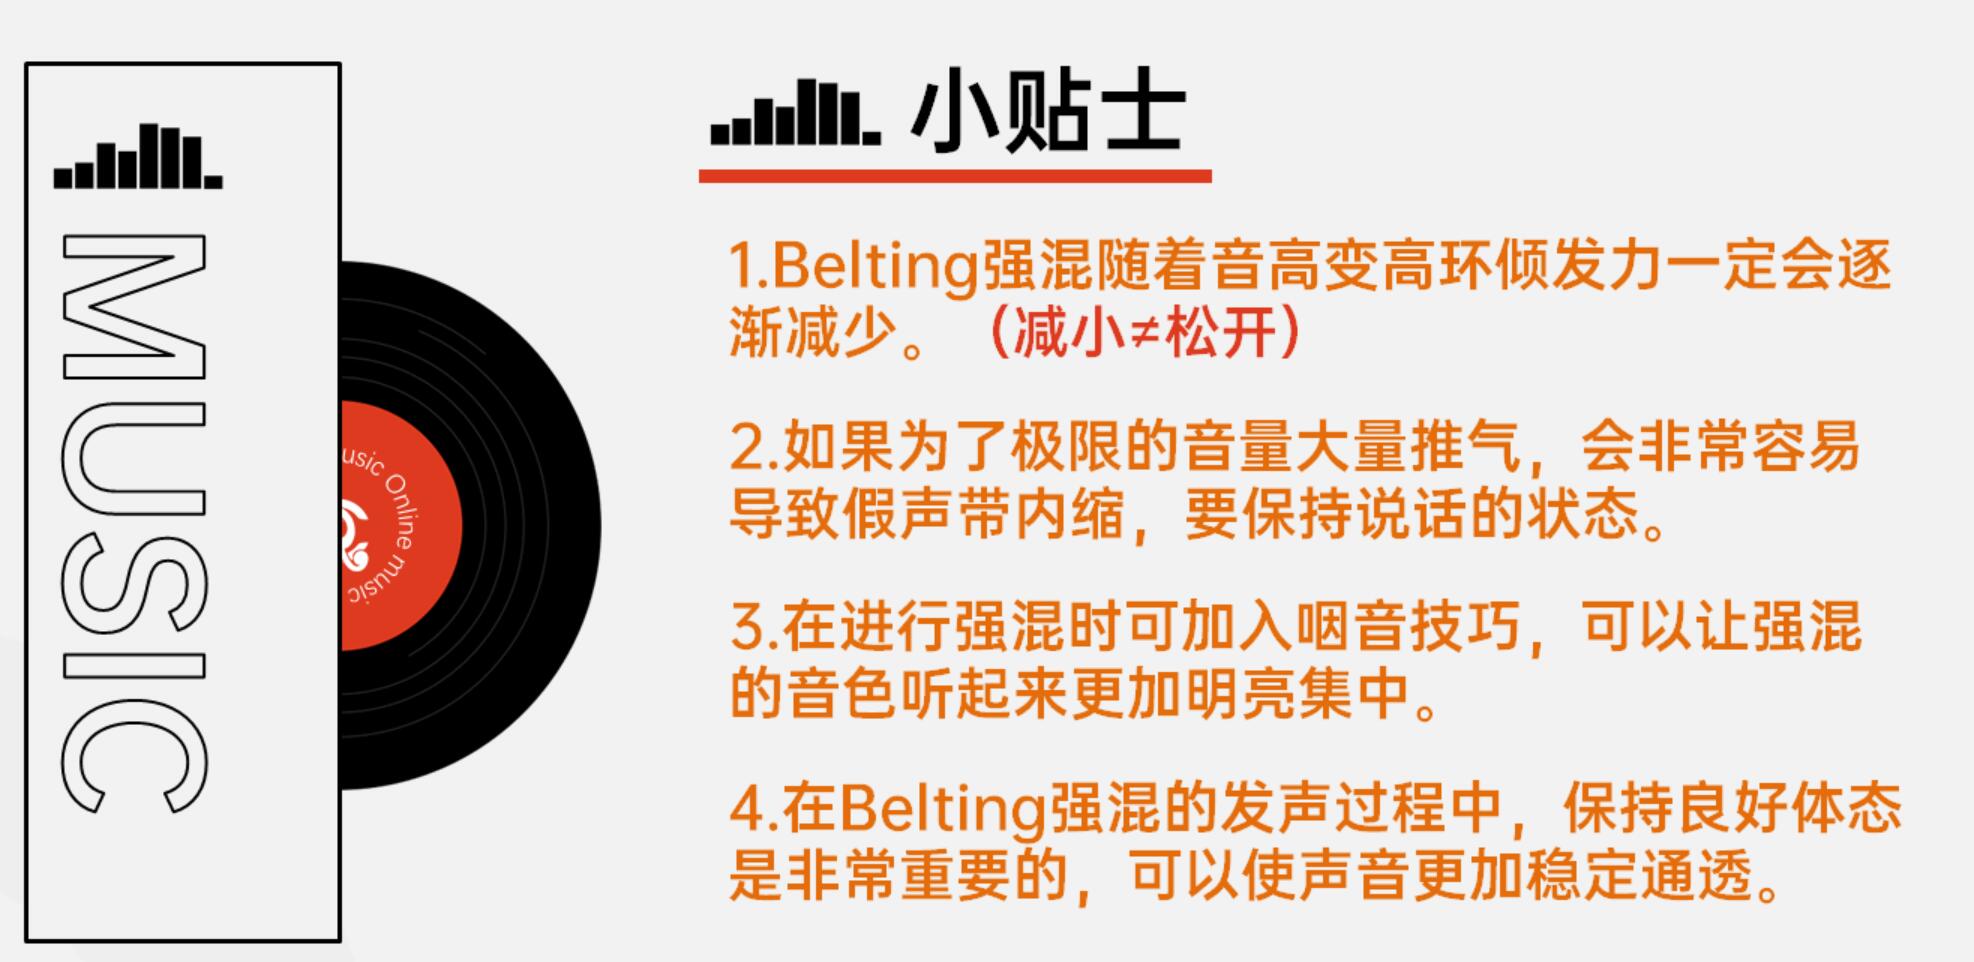 MUSIC
usic Online music
小贴士
1.Belting强混随着音高变高环倾发力一定会逐
渐减少。（减小≠松开）
2.如果为了极限的音量大量推气，会非常容易
导致假声带内缩，要保持说话的状态。
3.在进行强混时可加入咽音技巧，可以让强混
的音色听起来更加明亮集中。
4.在Belting强混的发声过程中，保持良好体态
是非常重要的，可以使声音更加稳定通透。